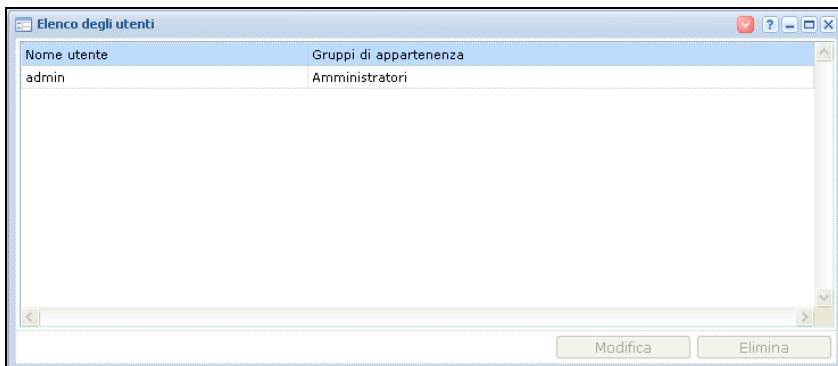 Elenco degli utenti
Nome utente Gruppi di appartenenza
admin Amministratori
Modifica Elimina